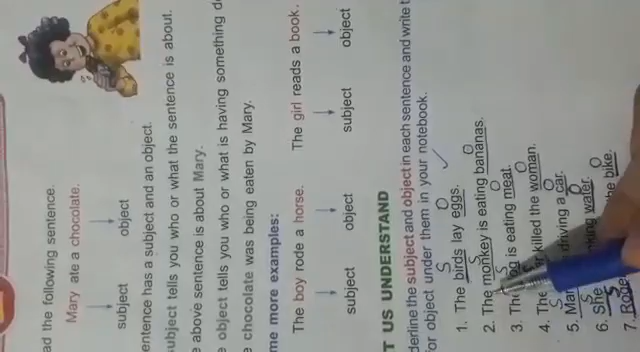 ad the following sentence.
Mary ate a chocolate.
subject object
entence has a subject and an object.
ubject tells you who or what the sentence is about.
e above sentence is about Mary.
e object tells you who or what is having something d
e chocolate was being eaten by Mary.
me more examples:
The boy rode a horse. The girl reads a book.
subject object subject object
T US UNDERSTAND
derline the subject and object in each sentence and write t
or object under them in your notebook.
1. The birds lay eggs.
S O
2. The monkey is eating bananas.
S O
3. The is eating meat.
S O
4. The killed the woman.
S O
5. driving a car.
S O
6. She king water.
S O
7. the bike.
S O